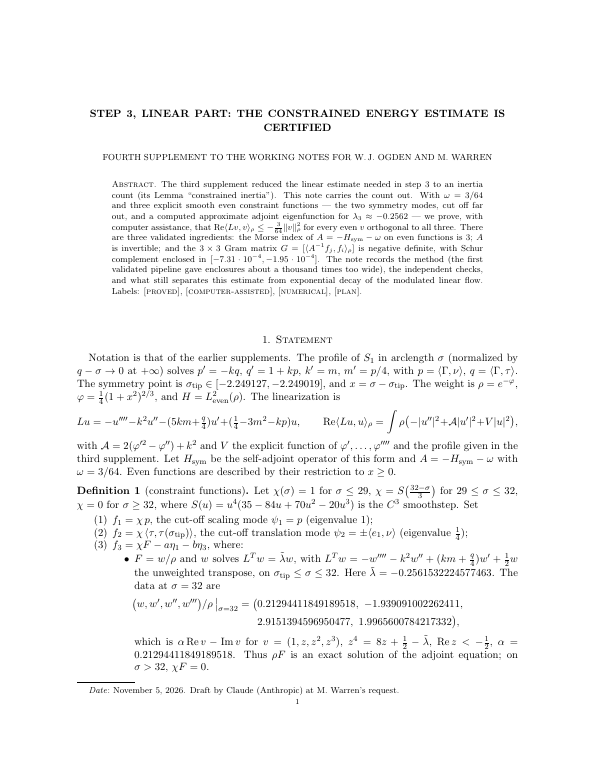 STEP 3, LINEAR PART: THE CONSTRAINED ENERGY ESTIMATE IS
CERTIFIED
FOURTH SUPPLEMENT TO THE WORKING NOTES FOR W. J. OGDEN AND M. WARREN
Abstract. The third supplement reduced the linear estimate needed in step 3 to an inertia
count (its Lemma “constrained inertia”). This note carries the count out. With ω = 3/64
and three explicit smooth even constraint functions — the two symmetry modes, cut off far
out, and a computed approximate adjoint eigenfunction for λ₃ ≈ −0.2562 — we prove, with
computer assistance, that Re⟨Lv, v⟩ρ ≤ −3/64‖v‖²ρ for every even v orthogonal to all three.
There are three validated ingredients: the Morse index of A = −Hsym − ω on even functions is 3; A
is invertible; and the 3 × 3 Gram matrix G = [⟨A⁻¹fj, fi⟩ρ] is negative definite, with Schur
complement enclosed in [−7.31 · 10⁻⁴, −1.95 · 10⁻⁴]. The note records the method (the first
validated pipeline gave enclosures about a thousand times too wide), the independent checks,
and what still separates this estimate from exponential decay of the modulated linear flow.
Labels: [PROVED], [COMPUTER-ASSISTED], [NUMERICAL], [PLAN].
1. Statement
Notation is that of the earlier supplements. The profile of S₁ in arclength σ (normalized by
q − σ → 0 at +∞) solves p′ = −kq, q′ = 1 + kp, k′ = m, m′ = p/4, with p = ⟨Γ, ν⟩, q = ⟨Γ, τ⟩.
The symmetry point is σtip ∈ [−2.249127, −2.249019], and x = σ − σtip. The weight is ρ = e^−φ,
φ = 1/4(1 + x²)^2/3, and H = L²even(ρ). The linearization is
Lu = −u′′′′−k²u′′−(5km+q/4)u′+(1/4−3m²−kp)u, Re⟨Lu, u⟩ρ = ∫ ρ(−|u′′|²+𝒜|u′|²+V|u|²),
with 𝒜 = 2(φ′² − φ′′) + k² and V the explicit function of φ′, . . . , φ′′′′ and the profile given in the
third supplement. Let Hsym be the self-adjoint operator of this form and A = −Hsym − ω with
ω = 3/64. Even functions are described by their restriction to x ≥ 0.
Definition 1 (constraint functions). Let χ(σ) = 1 for σ ≤ 29, χ = S(32−σ/3) for 29 ≤ σ ≤ 32,
χ = 0 for σ ≥ 32, where S(u) = u⁴(35 − 84u + 70u² − 20u³) is the C³ smoothstep. Set
(1) f₁ = χ p, the cut-off scaling mode ψ₁ = p (eigenvalue 1);
(2) f₂ = χ ⟨τ, τ(σtip)⟩, the cut-off translation mode ψ₂ = ±⟨e₁, ν⟩ (eigenvalue 1/4);
(3) f₃ = χF − aη₁ − bη₃, where:
• F = w/ρ and w solves Lᵀw = λ̃w, with Lᵀw = −w′′′′ − k²w′′ + (km + q/4)w′ + 1/2w
the unweighted transpose, on σtip ≤ σ ≤ 32. Here λ̃ = −0.2561532224577463. The
data at σ = 32 are
(w, w′, w′′, w′′′)/ρ |σ=32 = (0.21294411849189518, −1.939091002262411,
2.9151394596950477, 1.9965600784217332),
which is α Re v − Im v for v = (1, z, z², z³), z⁴ = 8z + 1/2 − λ̃, Re z < −1/2, α =
0.21294411849189518. Thus ρF is an exact solution of the adjoint equation; on
σ > 32, χF = 0.
Date: November 5, 2026. Draft by Claude (Anthropic) at M. Warren's request.
1